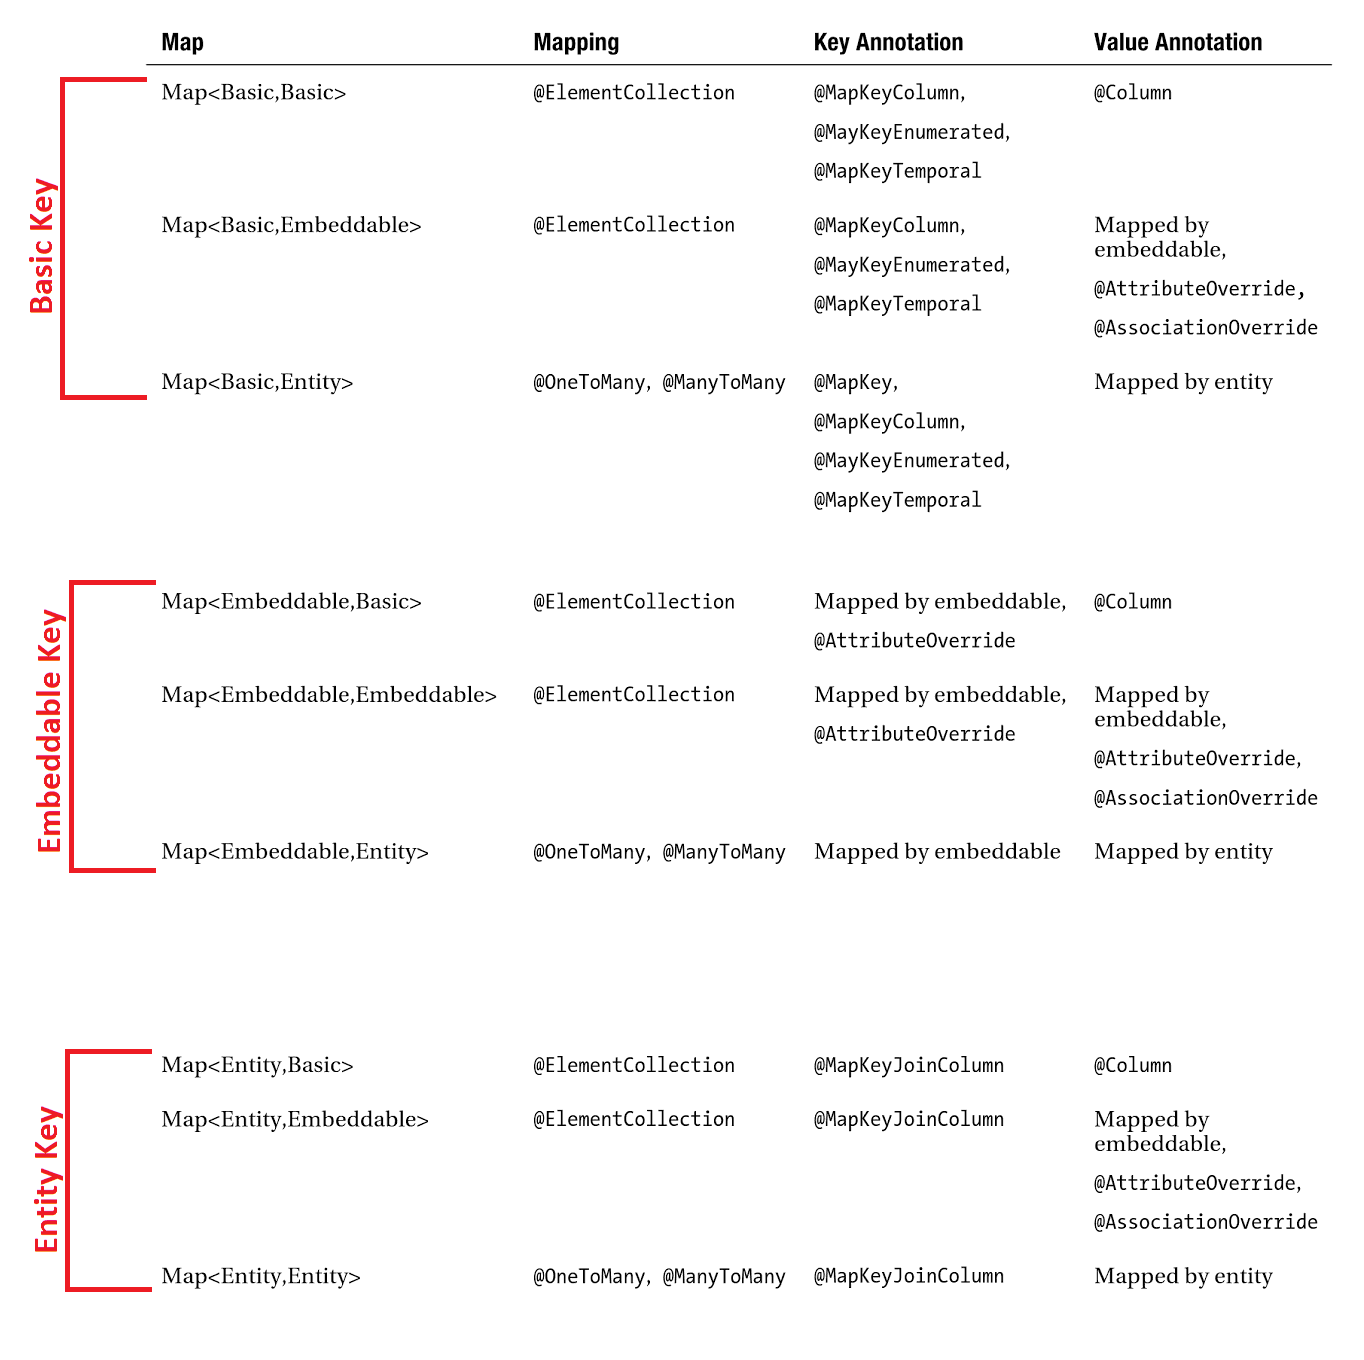 Map Mapping Key Annotation Value Annotation
Basic Key
Map<Basic,Basic> @ElementCollection @MapKeyColumn, @Column
@MayKeyEnumerated,
@MapKeyTemporal
Map<Basic,Embeddable> @ElementCollection @MapKeyColumn, Mapped by
embeddable,
@MayKeyEnumerated,
@AttributeOverride,
@MapKeyTemporal
@AssociationOverride
Map<Basic,Entity> @OneToMany, @ManyToMany @MapKey, Mapped by entity
@MapKeyColumn,
@MayKeyEnumerated,
@MapKeyTemporal
Embeddable Key
Map<Embeddable,Basic> @ElementCollection Mapped by embeddable, @Column
@AttributeOverride
Map<Embeddable,Embeddable> @ElementCollection Mapped by embeddable, Mapped by
embeddable,
@AttributeOverride
@AttributeOverride,
@AssociationOverride
Map<Embeddable,Entity> @OneToMany, @ManyToMany Mapped by embeddable Mapped by entity
Entity Key
Map<Entity,Basic> @ElementCollection @MapKeyJoinColumn @Column
Map<Entity,Embeddable> @ElementCollection @MapKeyJoinColumn Mapped by
embeddable,
@AttributeOverride,
@AssociationOverride
Map<Entity,Entity> @OneToMany, @ManyToMany @MapKeyJoinColumn Mapped by entity